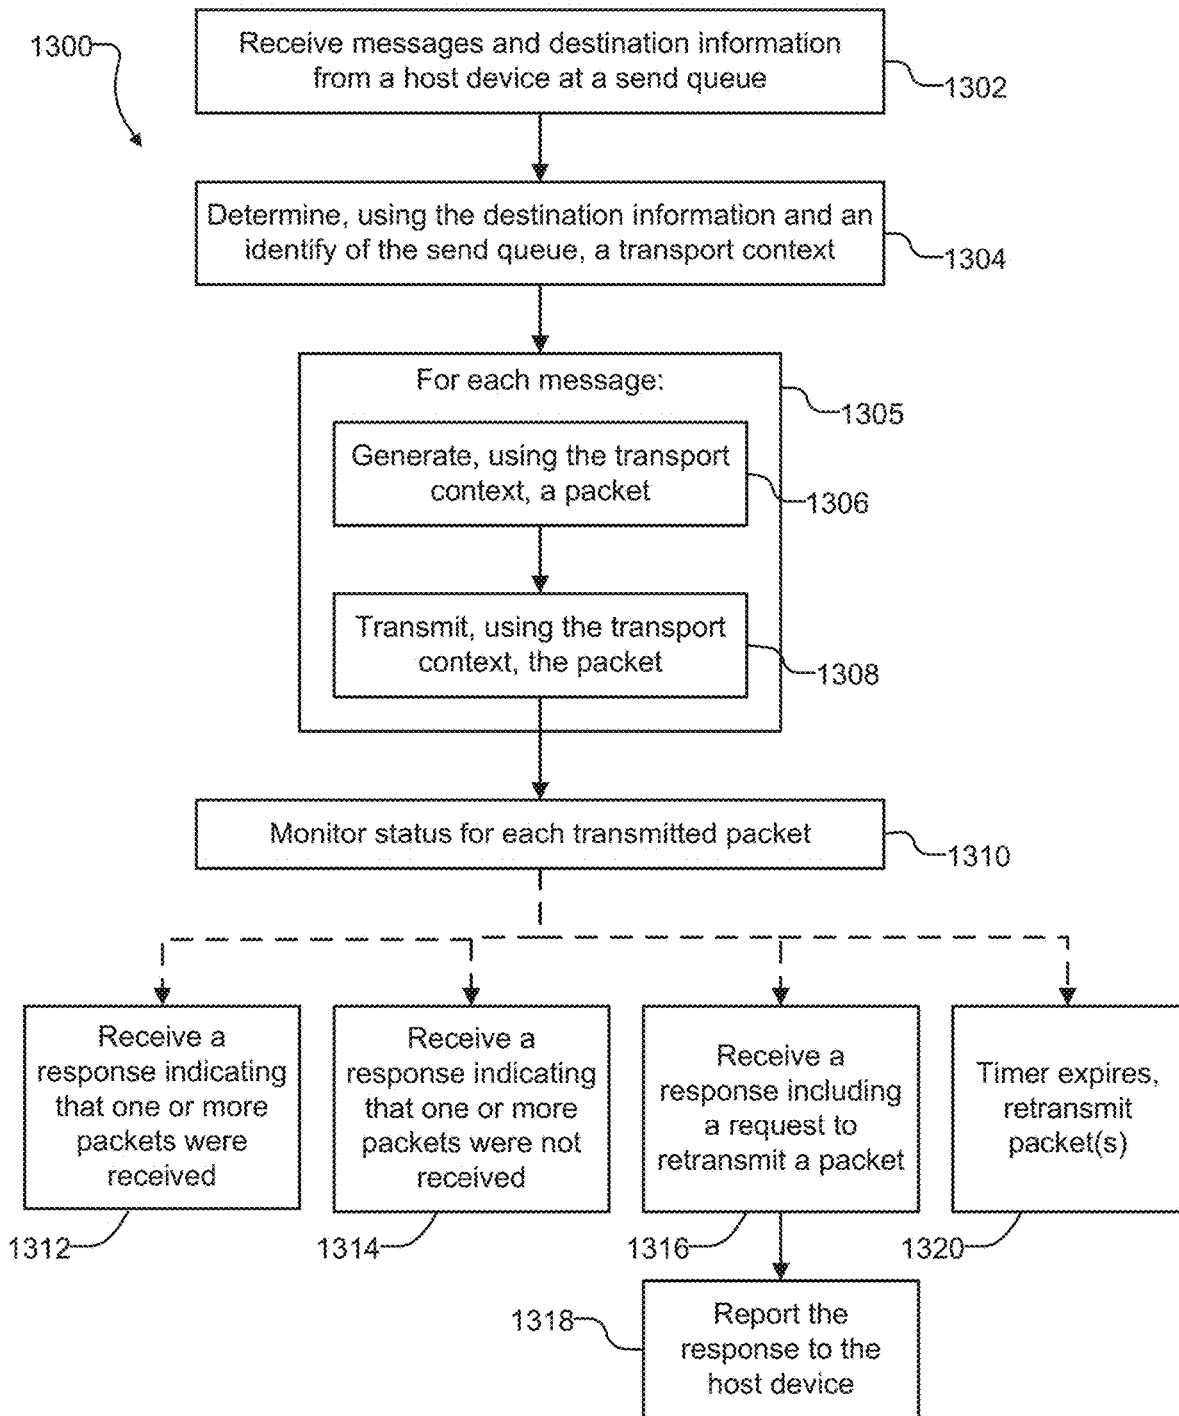 1300
Receive messages and destination information
from a host device at a send queue
1302
Determine, using the destination information and an
identify of the send queue, a transport context
1304
For each message:
1305
Generate, using the transport
context, a packet
1306
Transmit, using the transport
context, the packet
1308
Monitor status for each transmitted packet
1310
Receive a
response indicating
that one or more
packets were
received
1312
Receive a
response indicating
that one or more
packets were not
received
1314
Receive a
response including
a request to
retransmit a packet
1316
Timer expires,
retransmit
packet(s)
1320
1318
Report the
response to the
host device